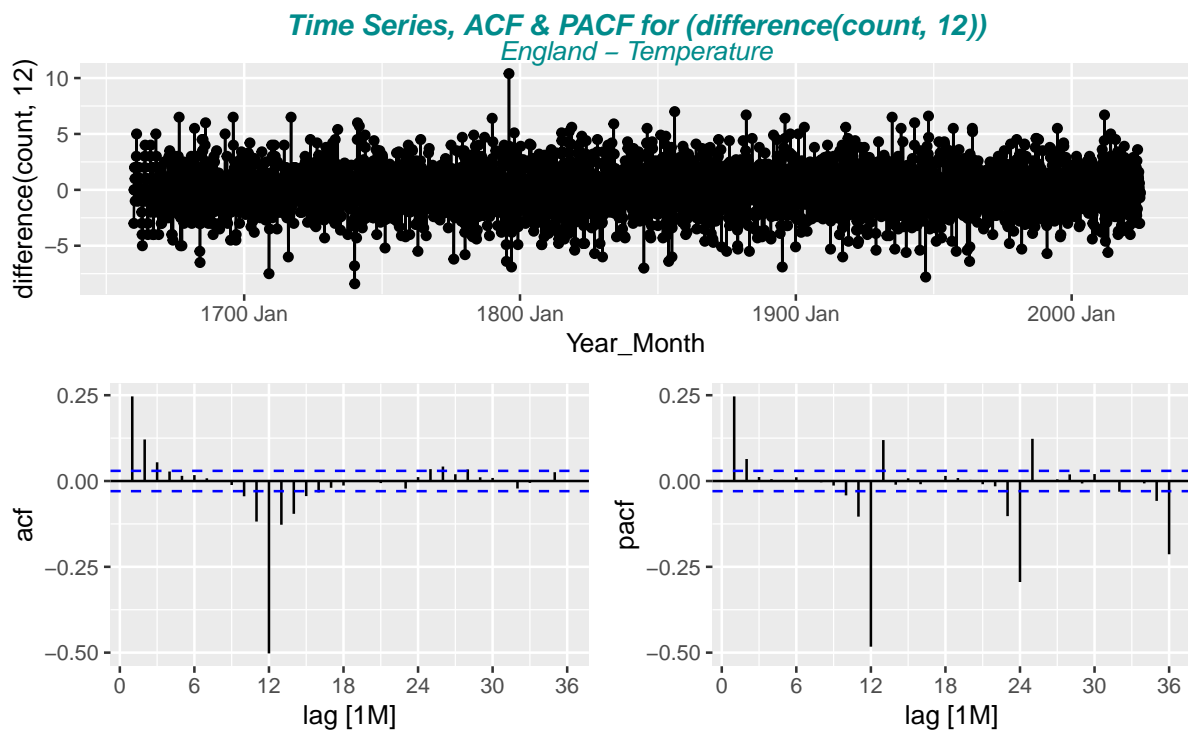 Time Series, ACF & PACF for (difference(count, 12))
England − Temperature
difference(count, 12)
10
5
0
−5
1700 Jan 1800 Jan 1900 Jan 2000 Jan
Year_Month
acf
0.25
0.00
−0.25
−0.50
0 6 12 18 24 30 36
lag [1M]
pacf
0.25
0.00
−0.25
−0.50
0 6 12 18 24 30 36
lag [1M]